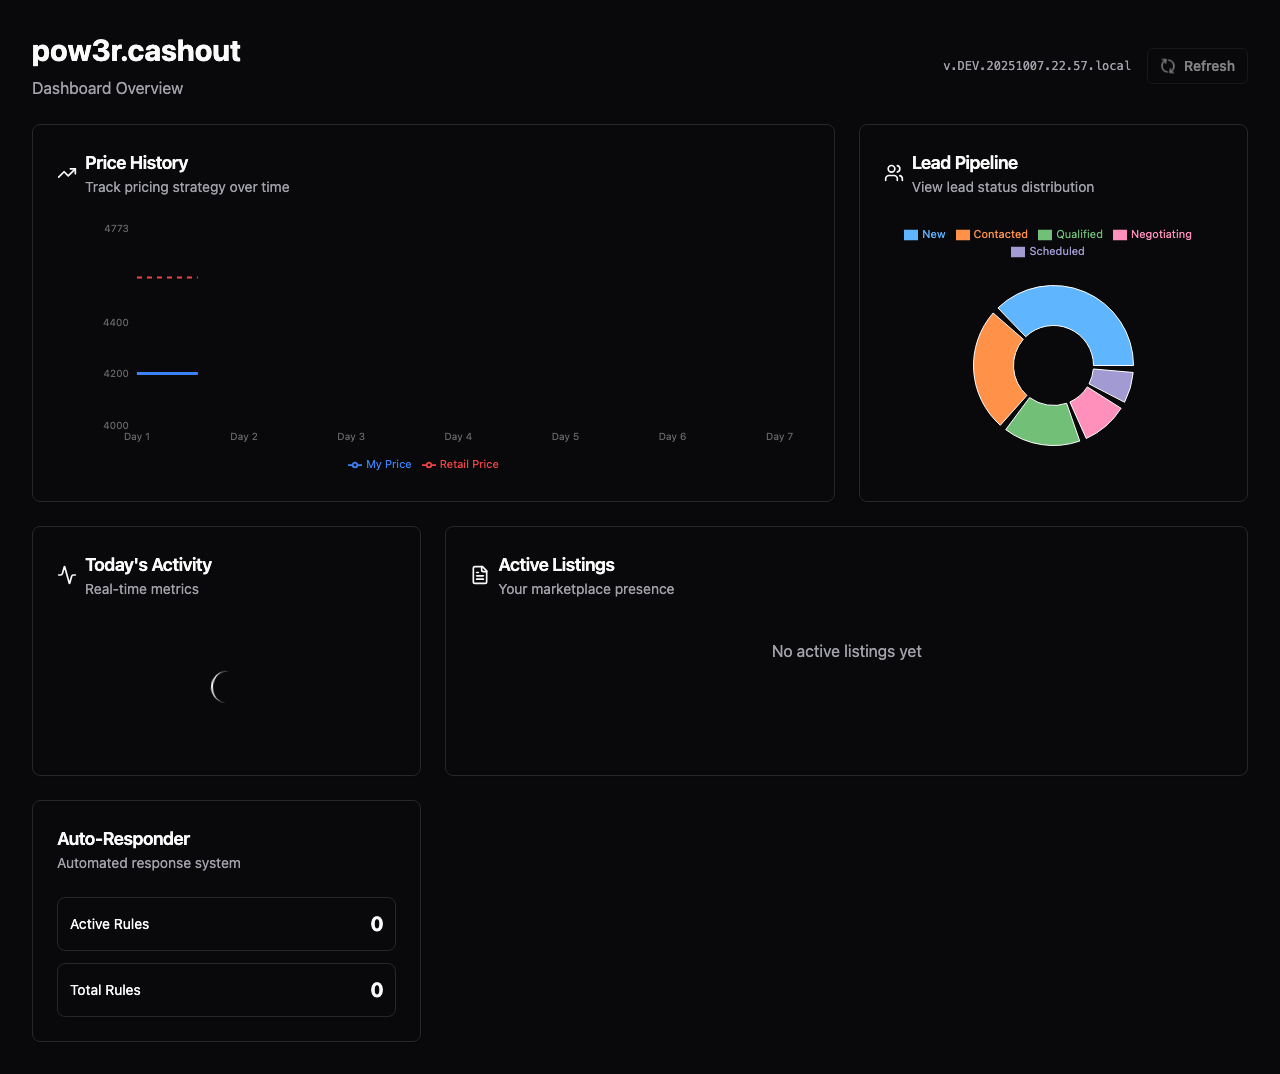 pow3r.cashout
Dashboard Overview
v.DEV.20251007.22.57.local
Refresh
Price History
Track pricing strategy over time
4773
4400
4200
4000
Day 1 Day 2 Day 3 Day 4 Day 5 Day 6 Day 7
My Price Retail Price
Lead Pipeline
View lead status distribution
New Contacted Qualified Negotiating
Scheduled
Today's Activity
Real-time metrics
Active Listings
Your marketplace presence
No active listings yet
Auto-Responder
Automated response system
Active Rules 0
Total Rules 0